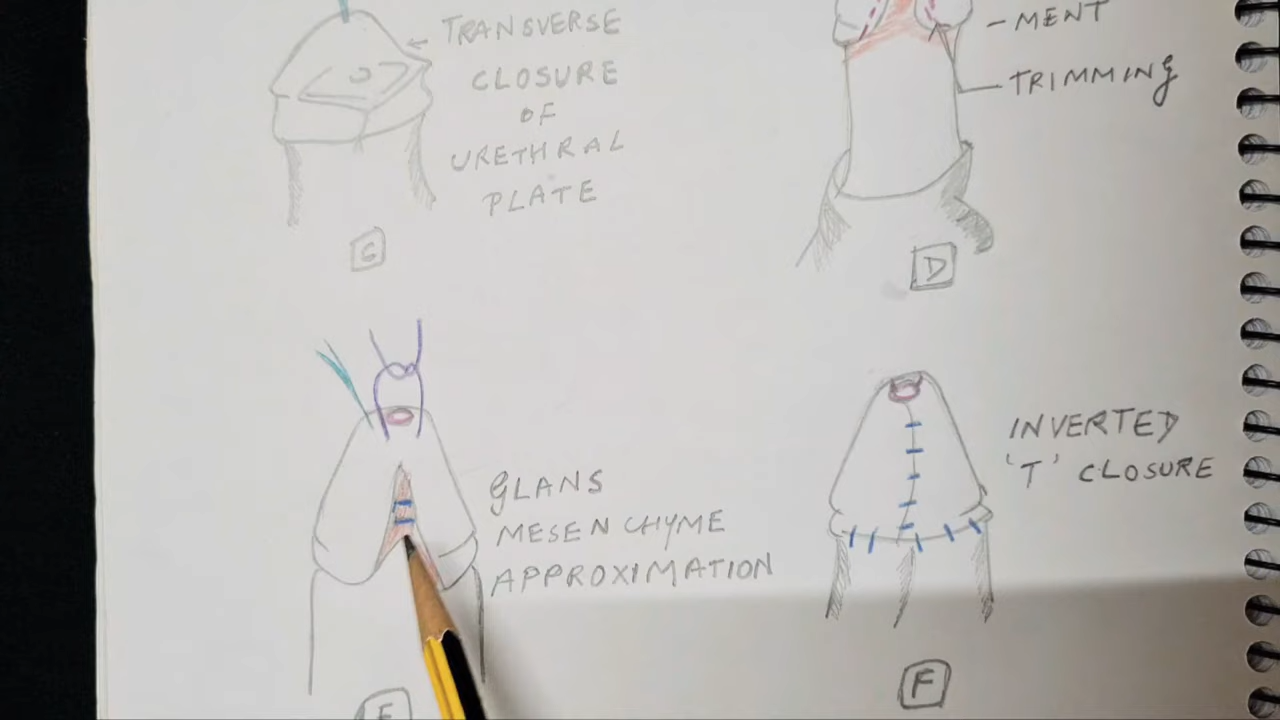 TRANSVERSE
CLOSURE
OF
URETHRAL
PLATE
C
-MENT
TRIMMING
D
GLANS
MESENCHYME
APPROXIMATION
E
INVERTED
'T' CLOSURE
F